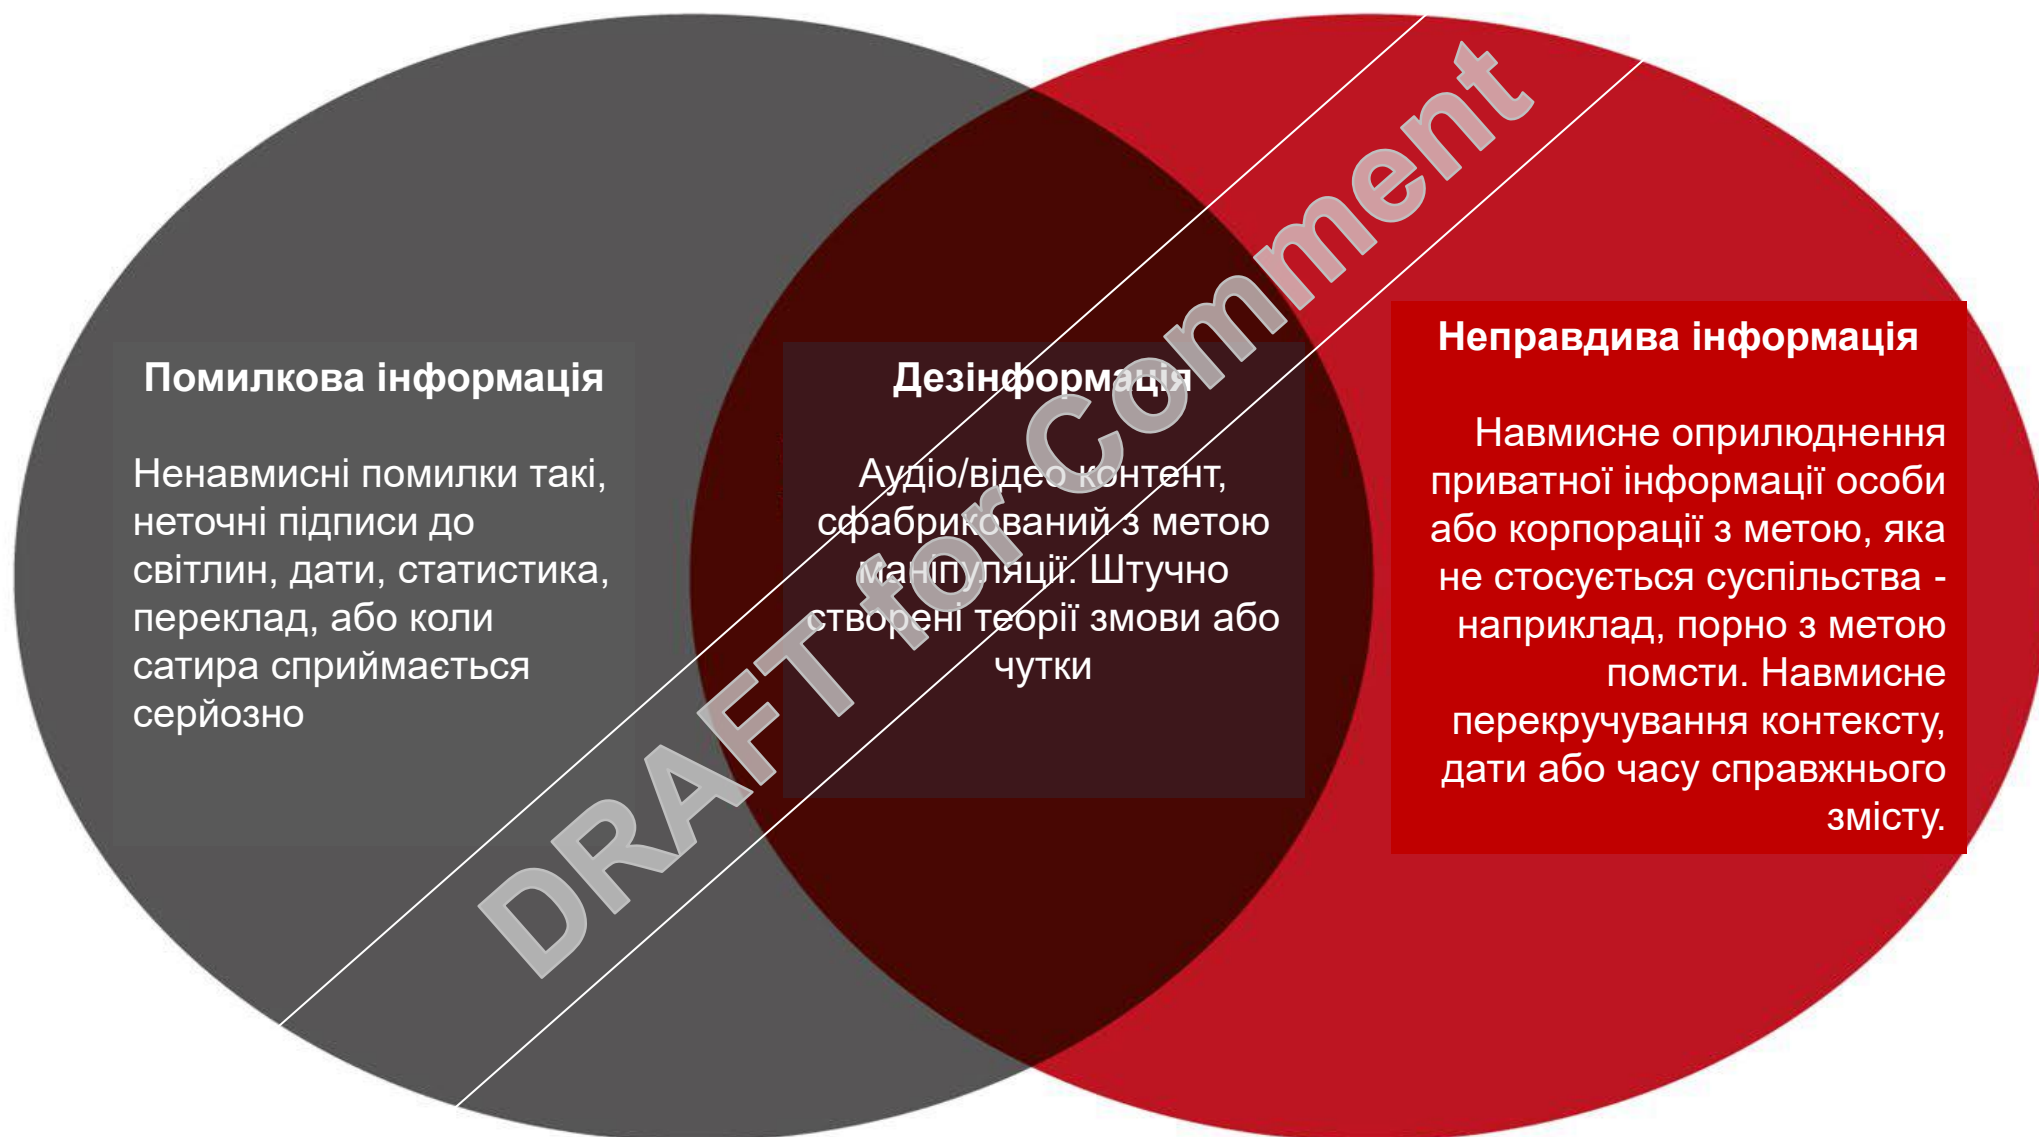 Помилкова інформація
Ненавмисні помилки такі,
неточні підписи до
світлин, дати, статистика,
переклад, або коли
сатира сприймається
серйозно
Дезінформація
Аудіо/відео контент,
сфабрикований з метою
маніпуляції. Штучно
створені теорії змови або
чутки
Неправдива інформація
Навмисне оприлюднення
приватної інформації особи
або корпорації з метою, яка
не стосується суспільства -
наприклад, порно з метою
помсти. Навмисне
перекручування контексту,
дати або часу справжнього
змісту.
DRAFT for Comment